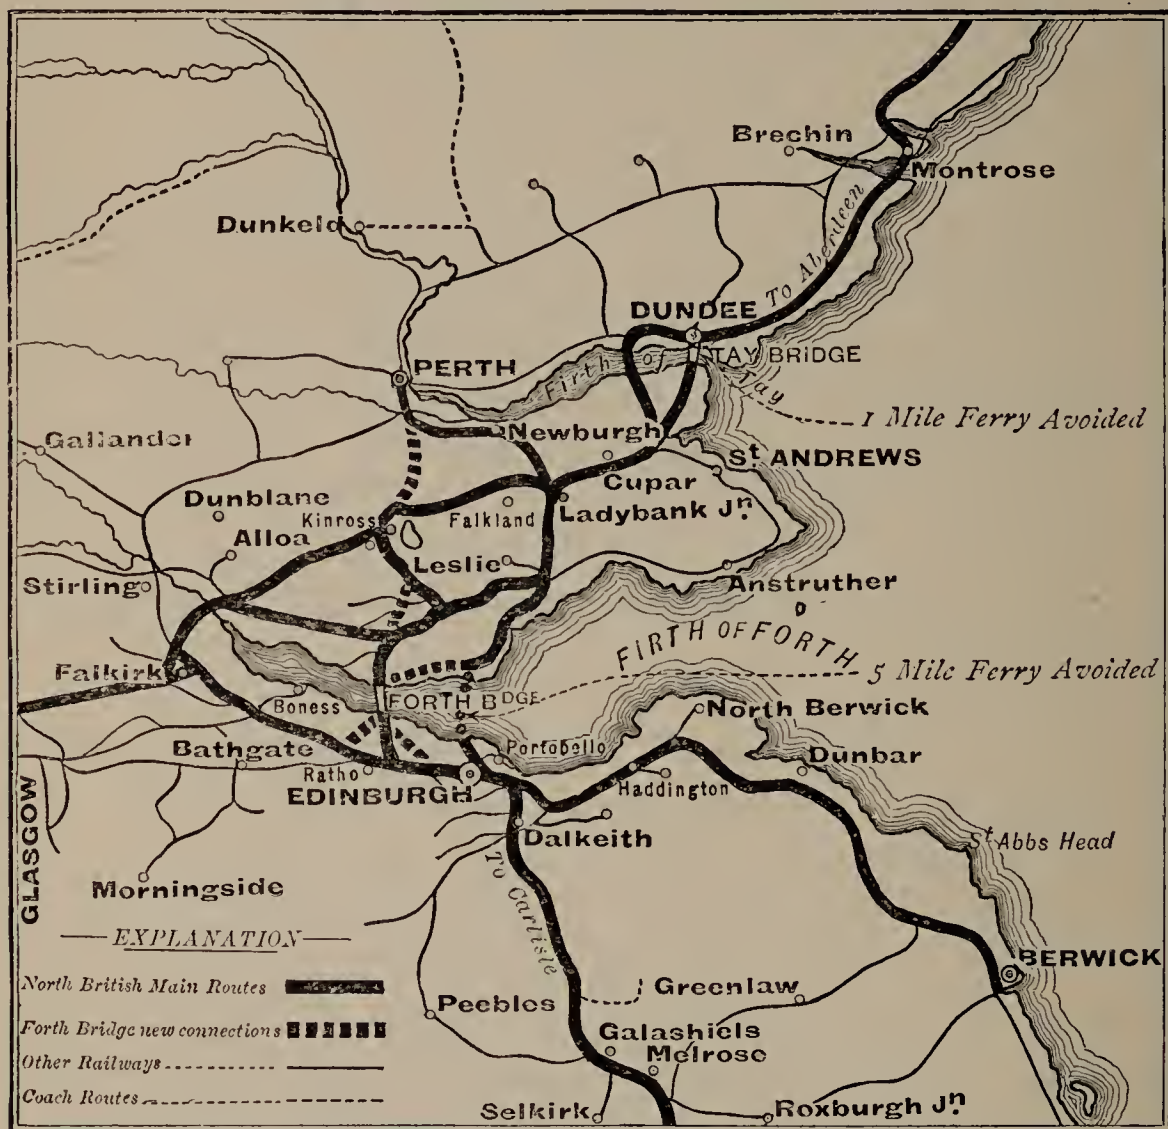 Brechin
Montrose
Dunkeld
To Aberdeen
DUNDEE
TAY BRIDGE
PERTH
Firth of Tay
1 Mile Ferry Avoided
Newburgh
Gallander
St. ANDREWS
Cupar
Dunblane
Ladybank Jn.
Kinross
Falkland
Alloa
Leslie
Stirling
Anstruther
FIRTH OF FORTH
Falkirk
5 Mile Ferry Avoided
Boness
FORTH BDGE
North Berwick
Bathgate
Portobello
Dunbar
Ratho
EDINBURGH
Haddington
GLASGOW
Dalkeith
St. Abbs Head
Morningside
To Carlisle
EXPLANATION
BERWICK
North British Main Routes
Peebles
Greenlaw
Forth Bridge new connections
Galashiels
Melrose
Other Railways
Coach Routes
Selkirk
Roxburgh Jn.